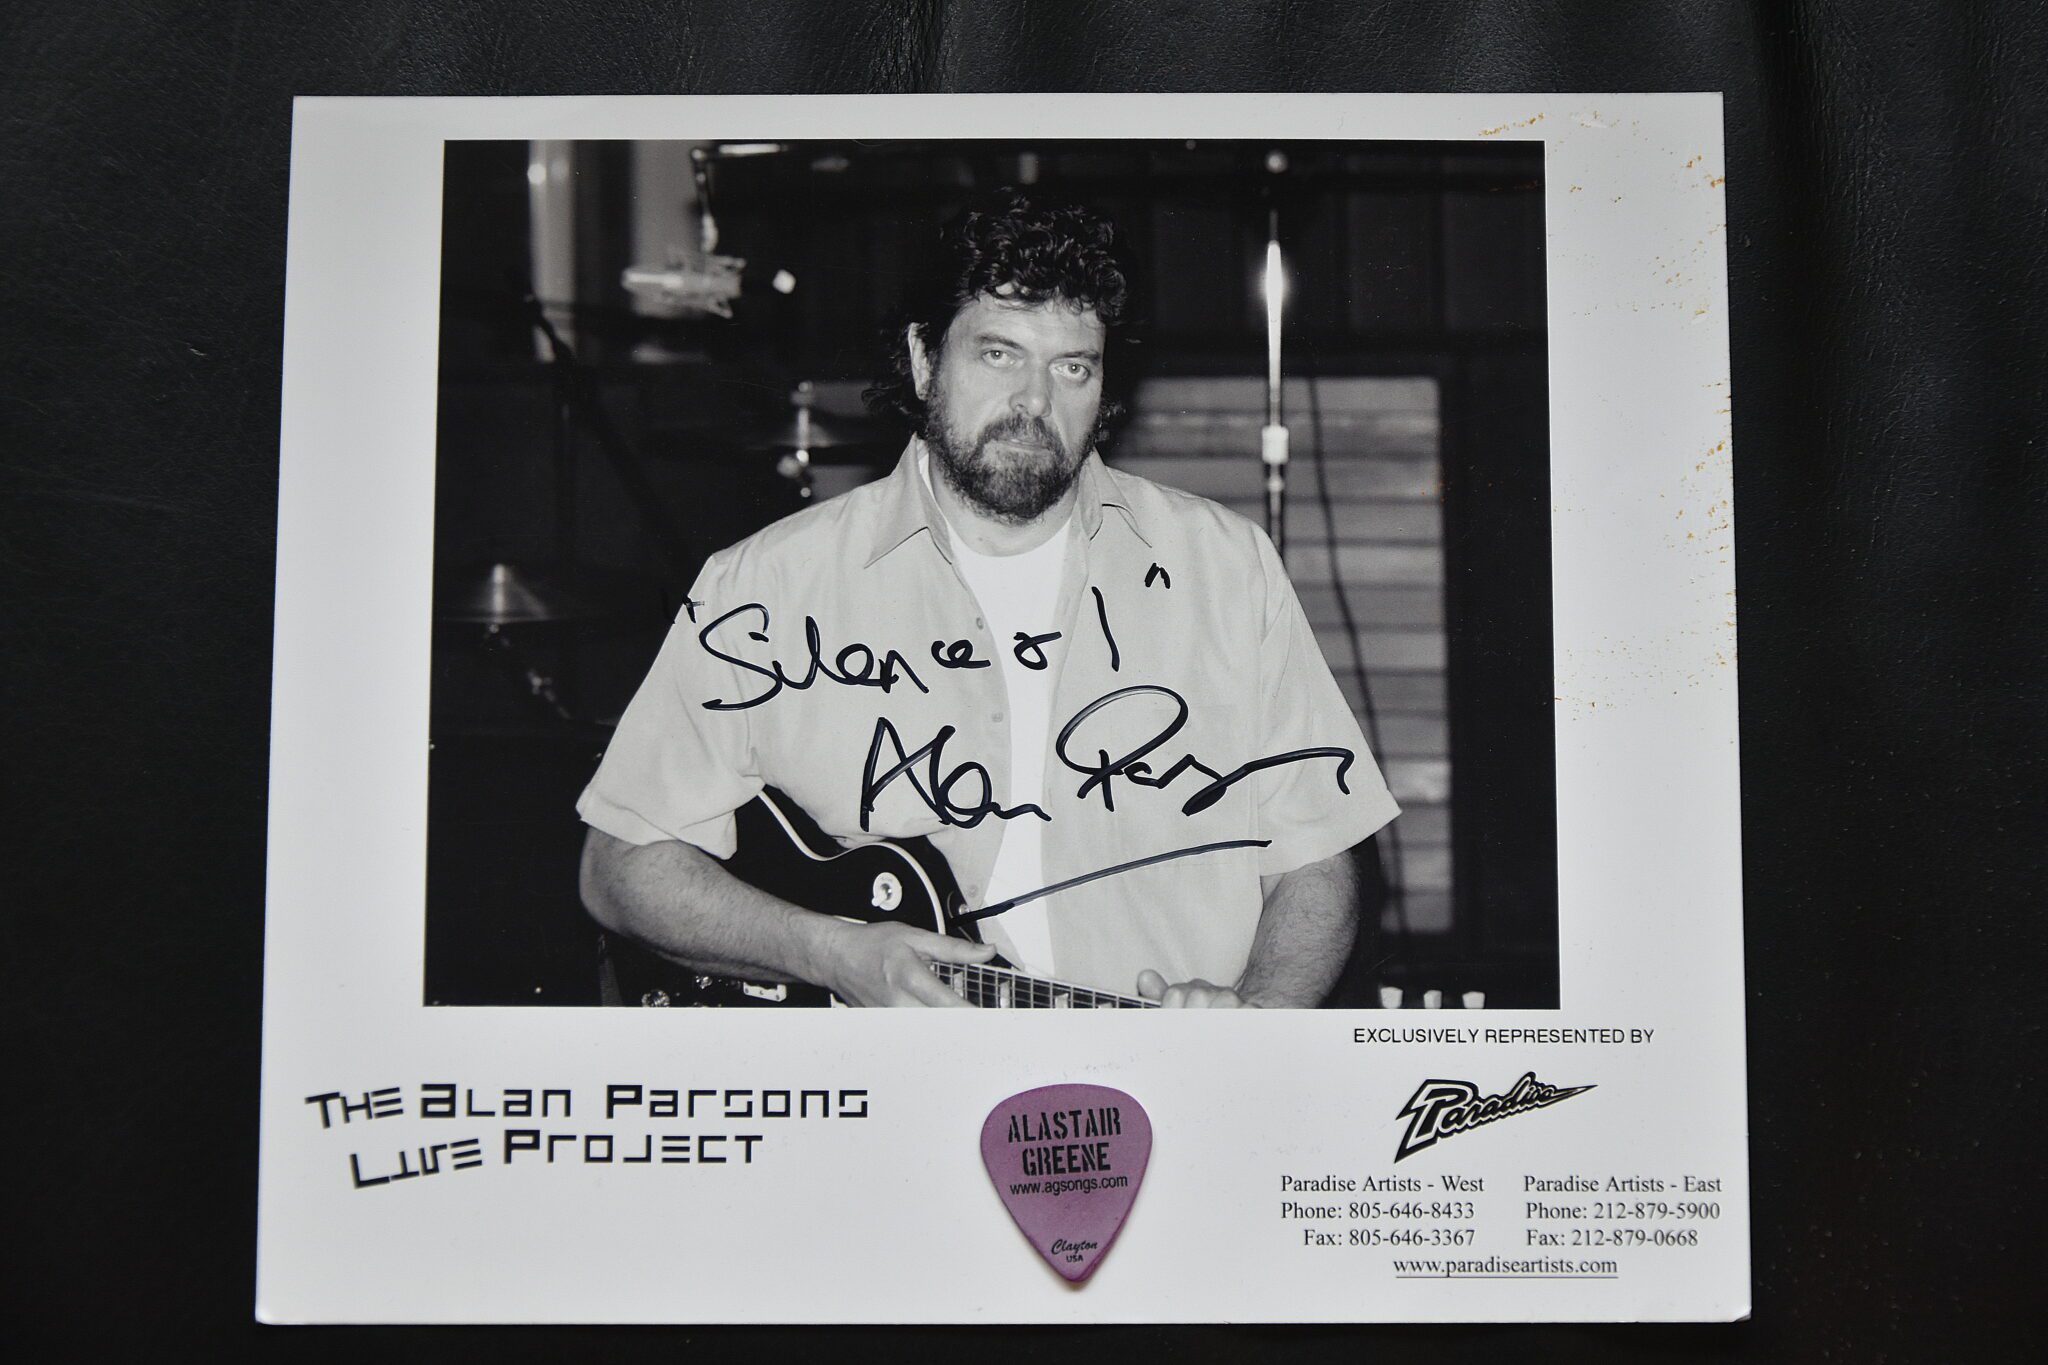 "Silence & I"
Alan Parsons
EXCLUSIVELY REPRESENTED BY
THE ALAN PARSONS
LIVE PROJECT
ALASTAIR
GREENE
www.agsongs.com
Clayton
USA
Paradise
Paradise Artists - West
Phone: 805-646-8433
Fax: 805-646-3367
Paradise Artists - East
Phone: 212-879-5900
Fax: 212-879-0668
www.paradiseartists.com